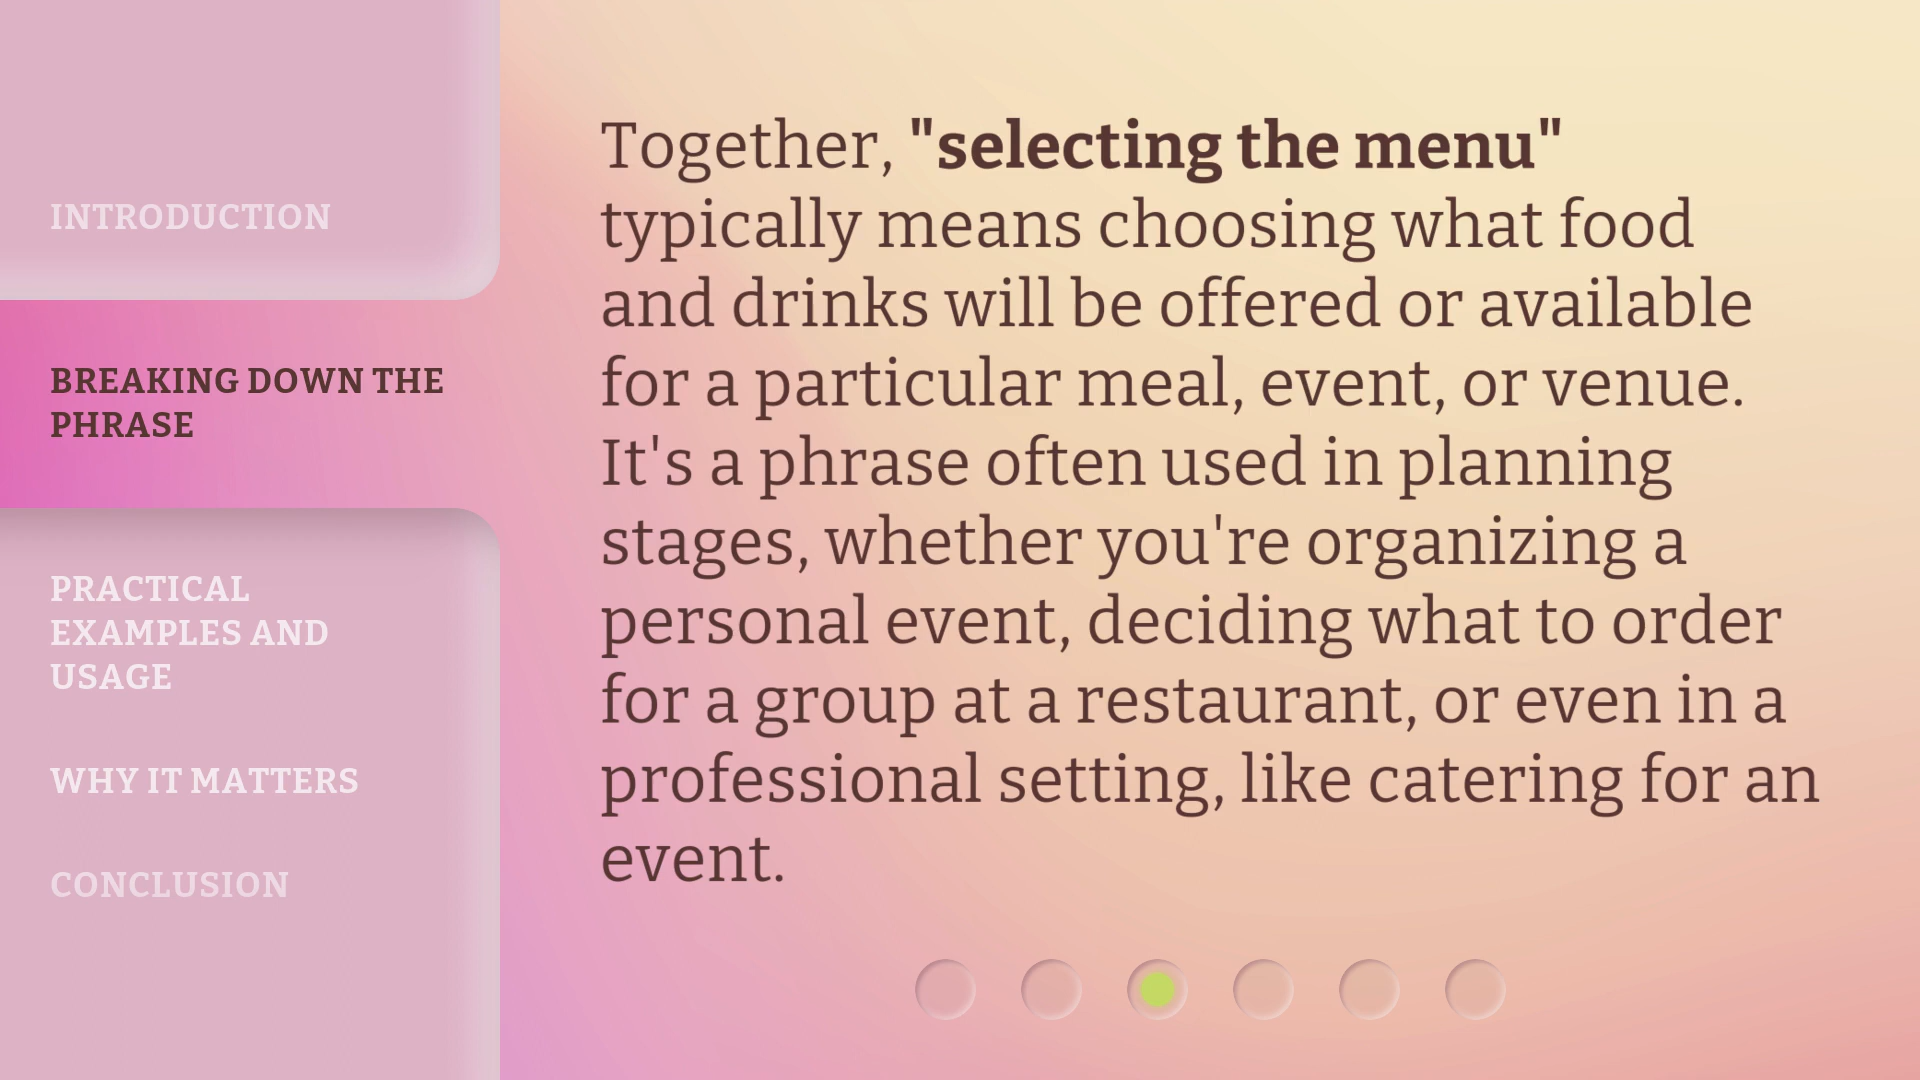 INTRODUCTION
BREAKING DOWN THE
PHRASE
PRACTICAL
EXAMPLES AND
USAGE
WHY IT MATTERS
CONCLUSION
Together, "selecting the menu"
typically means choosing what food
and drinks will be offered or available
for a particular meal, event, or venue.
It's a phrase often used in planning
stages, whether you're organizing a
personal event, deciding what to order
for a group at a restaurant, or even in a
professional setting, like catering for an
event.